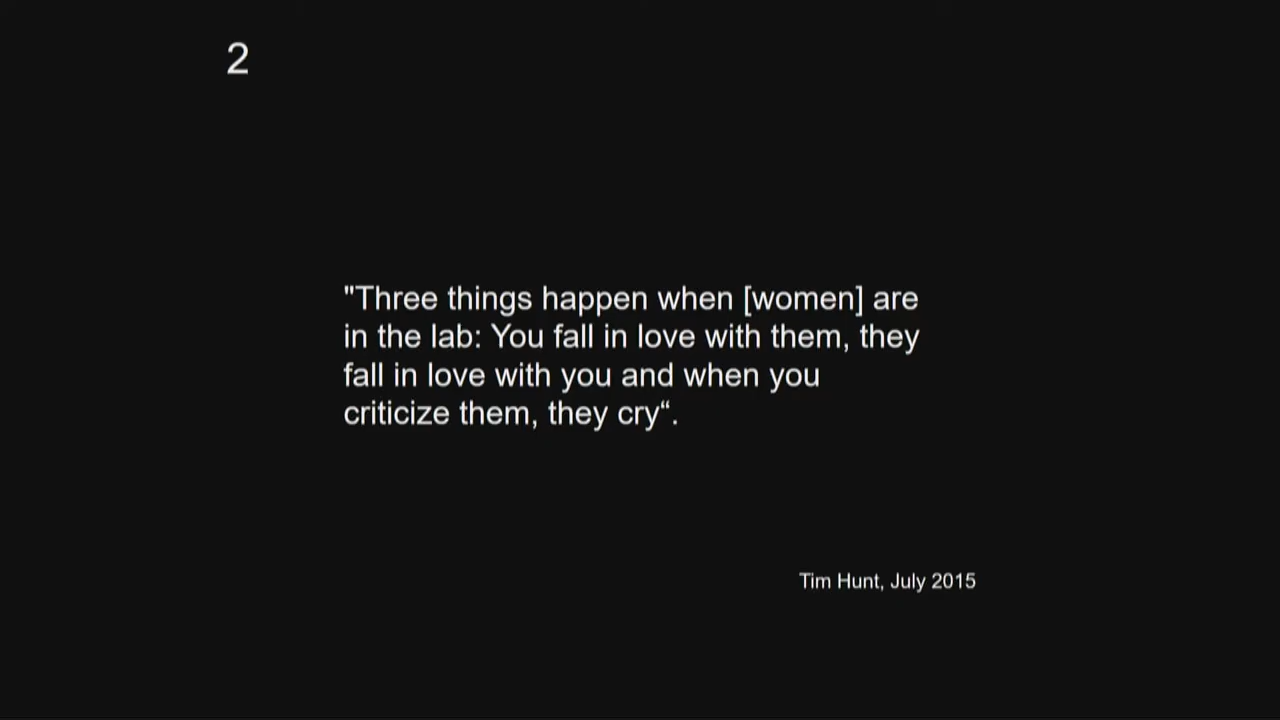 2
"Three things happen when [women] are
in the lab: You fall in love with them, they
fall in love with you and when you
criticize them, they cry“.
Tim Hunt, July 2015